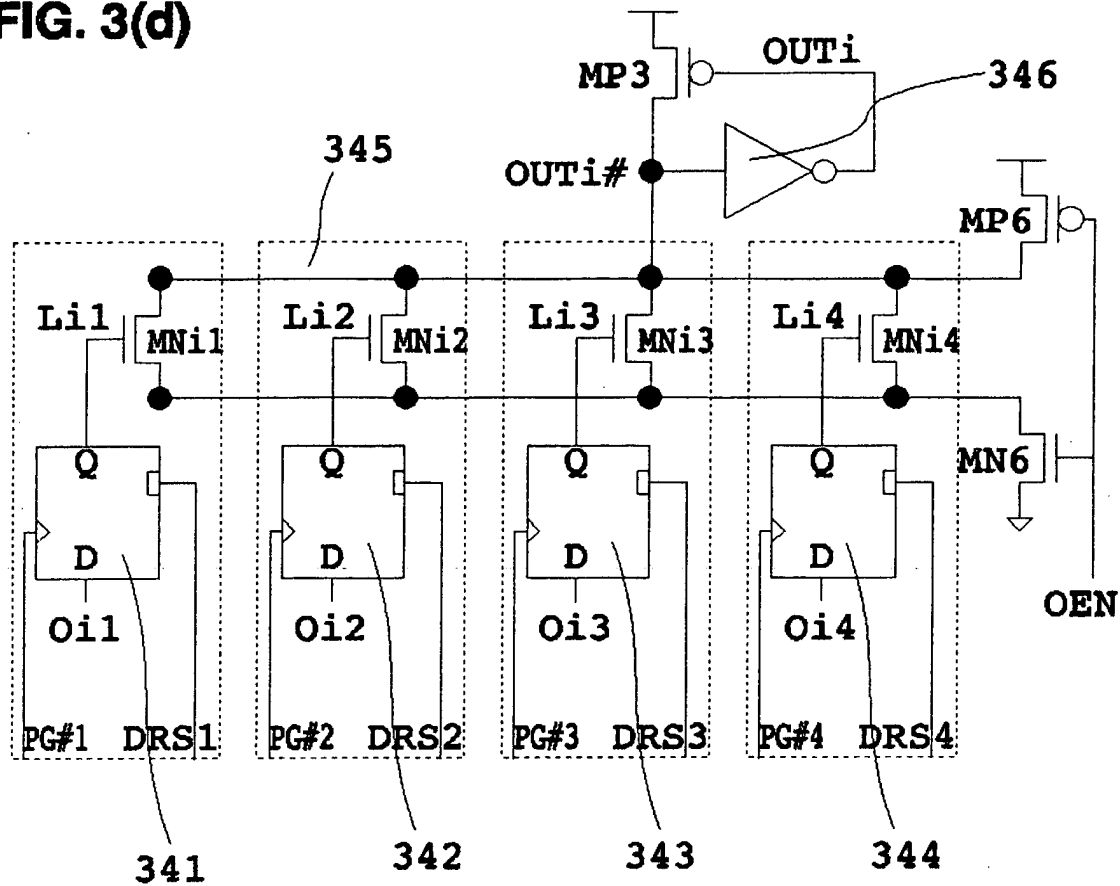 FIG. 3(d)
OUTi
MP3
346
345
OUTi#
MP6
Li1
MNi1
Li2
MNi2
Li3
MNi3
Li4
MNi4
Q
Q
Q
Q
MN6
D
D
D
D
Oi1
Oi2
Oi3
Oi4
OEN
PG#1
DRS1
PG#2
DRS2
PG#3
DRS3
PG#4
DRS4
341
342
343
344